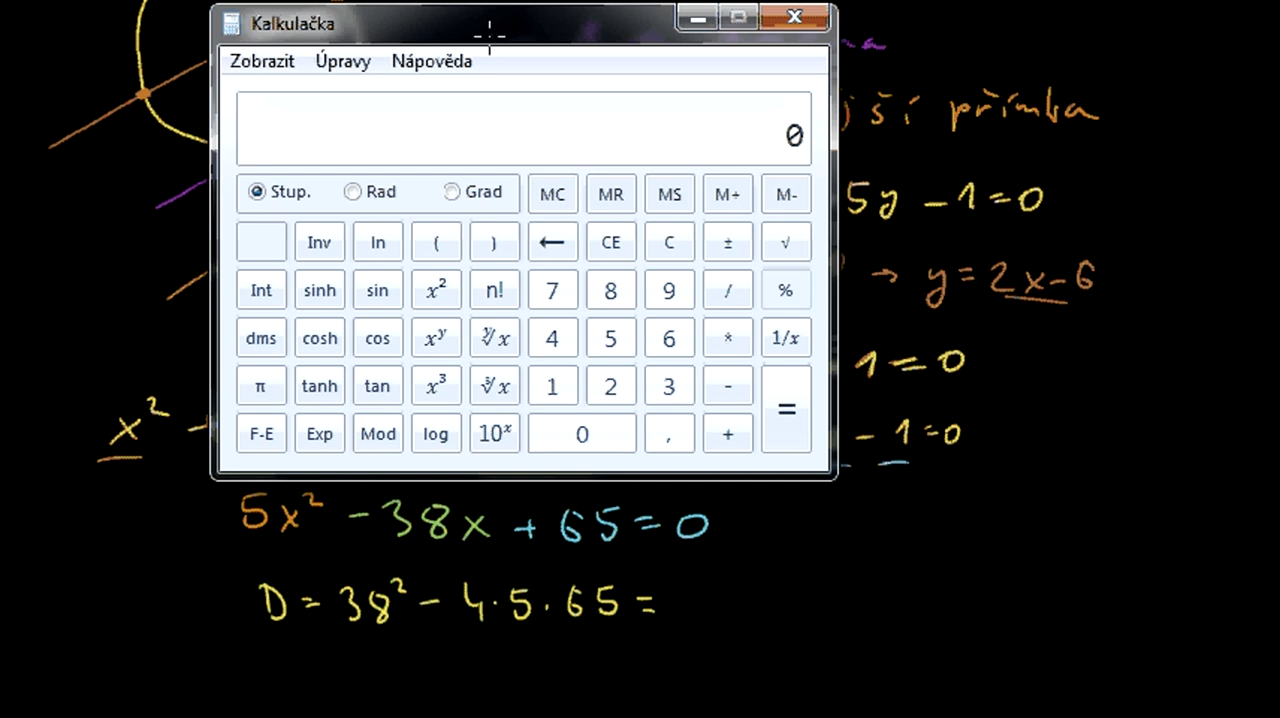 Kalkulačka
Zobrazit Úpravy Nápověda
0
Stup. Rad Grad MC MR MS M+ M-
Inv ln ( ) ← CE C ± √
Int sinh sin x² n! 7 8 9 / %
dms cosh cos xʸ ʸ√x 4 5 6 * 1/x
π tanh tan x³ ³√x 1 2 3 - =
F-E Exp Mod log 10ˣ 0 , +
jší přímka
5y - 1 = 0
→ y = 2x - 6
1 = 0
x² - - 1 = 0
5x² - 38x + 65 = 0
D = 38² - 4 · 5 · 65 =